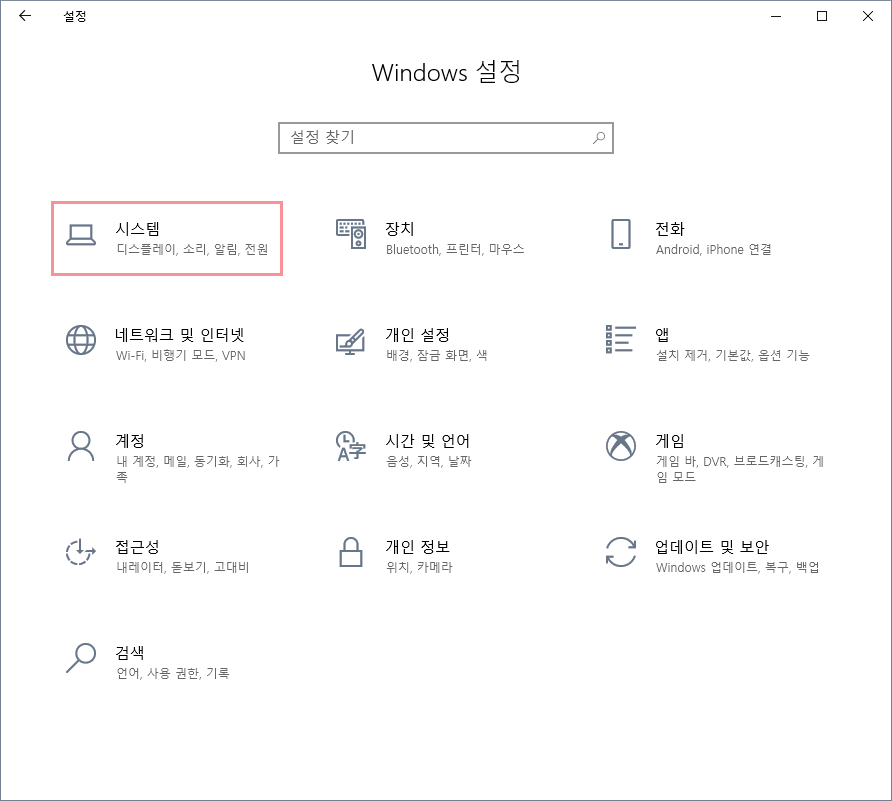 설정
Windows 설정
설정 찾기
시스템
디스플레이, 소리, 알림, 전원
장치
Bluetooth, 프린터, 마우스
전화
Android, iPhone 연결
네트워크 및 인터넷
Wi-Fi, 비행기 모드, VPN
개인 설정
배경, 잠금 화면, 색
앱
설치 제거, 기본값, 옵션 기능
계정
내 계정, 메일, 동기화, 회사, 가
족
시간 및 언어
음성, 지역, 날짜
게임
게임 바, DVR, 브로드캐스팅, 게
임 모드
접근성
내레이터, 돋보기, 고대비
개인 정보
위치, 카메라
업데이트 및 보안
Windows 업데이트, 복구, 백업
검색
언어, 사용 권한, 기록